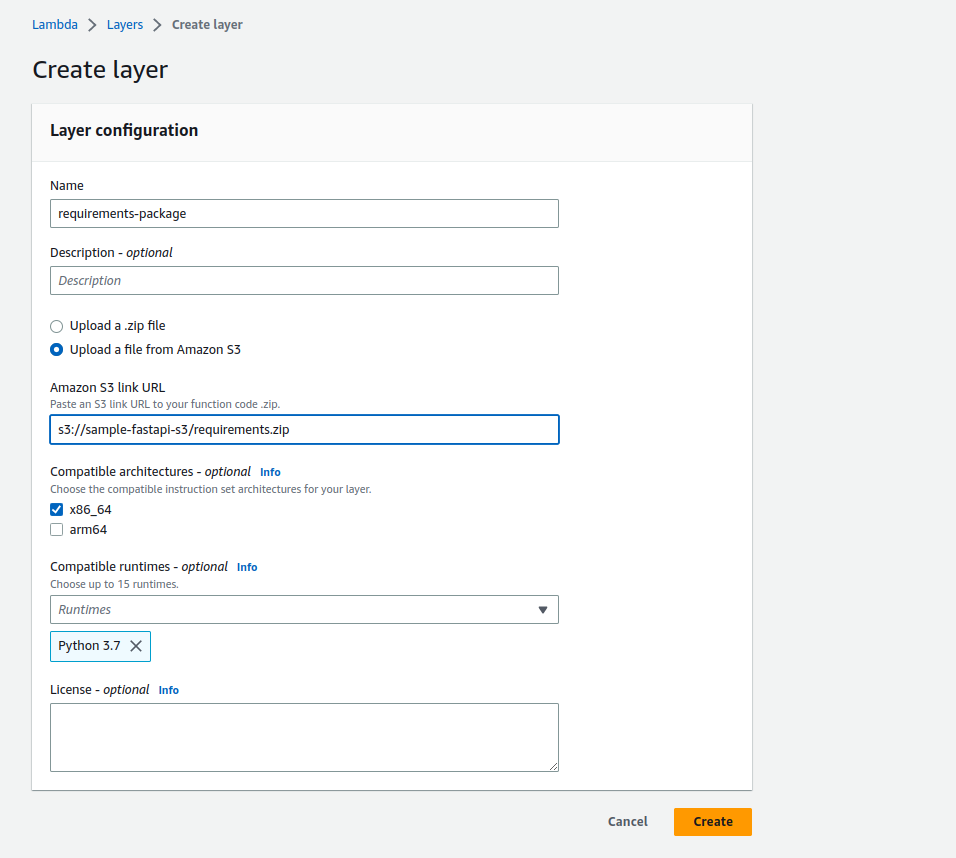 Lambda > Layers > Create layer
Create layer
Layer configuration
Name
requirements-package
Description - optional
Description
Upload a .zip file
Upload a file from Amazon S3
Amazon S3 link URL
Paste an S3 link URL to your function code .zip.
s3://sample-fastapi-s3/requirements.zip
Compatible architectures - optional Info
Choose the compatible instruction set architectures for your layer.
x86_64
arm64
Compatible runtimes - optional Info
Choose up to 15 runtimes.
Runtimes
Python 3.7
License - optional Info
Cancel Create